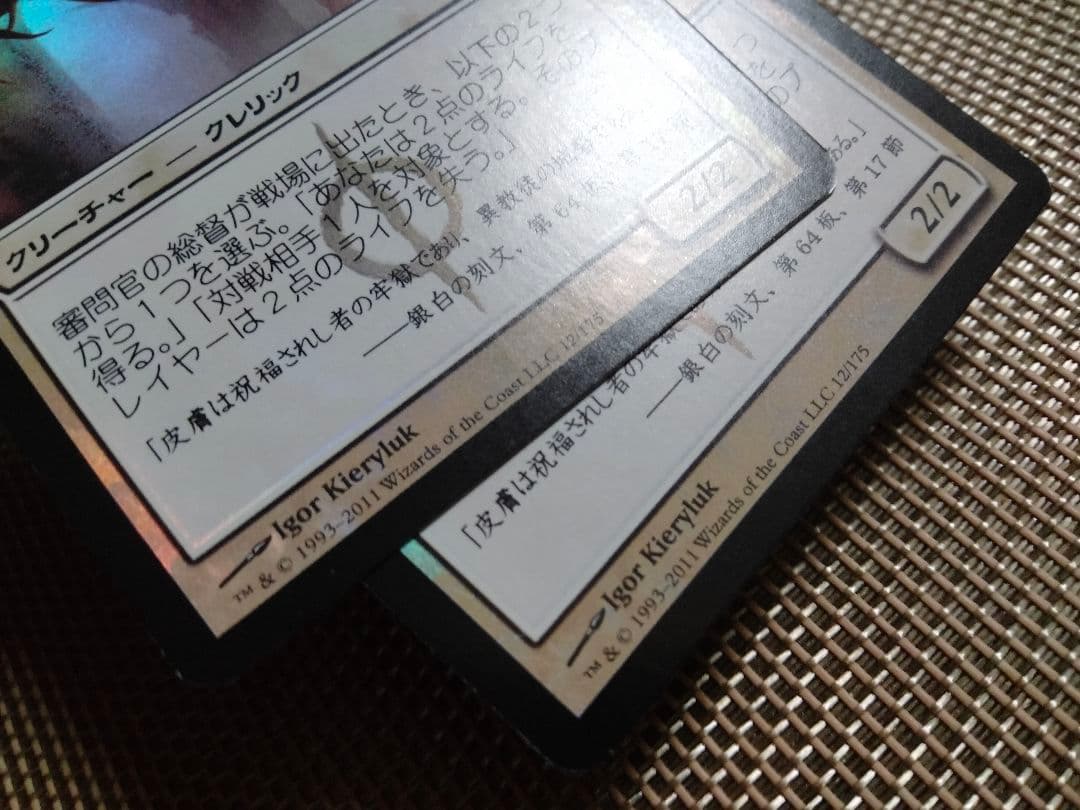 クリーチャー — クレリック
審問官の総督が戦場に出たとき、以下の2つ
から1つを選ぶ。「あなたは2点のライフを
得る。」「対戦相手1人を対象とする。そのプ
レイヤーは2点のライフを失う。」
「皮膚は祝福されし者の牢獄であり、異教徒の
——銀白の刻文、第64板、第
2/2
Igor Kieryluk
™ & © 1993–2011 Wizards of the Coast LLC 12/175
つ
を
プ
ある。」
「皮膚は祝福されし者の牢獄
——銀白の刻文、第64板、第17節
2/2
Igor Kieryluk
™ & © 1993–2011 Wizards of the Coast LLC 12/175